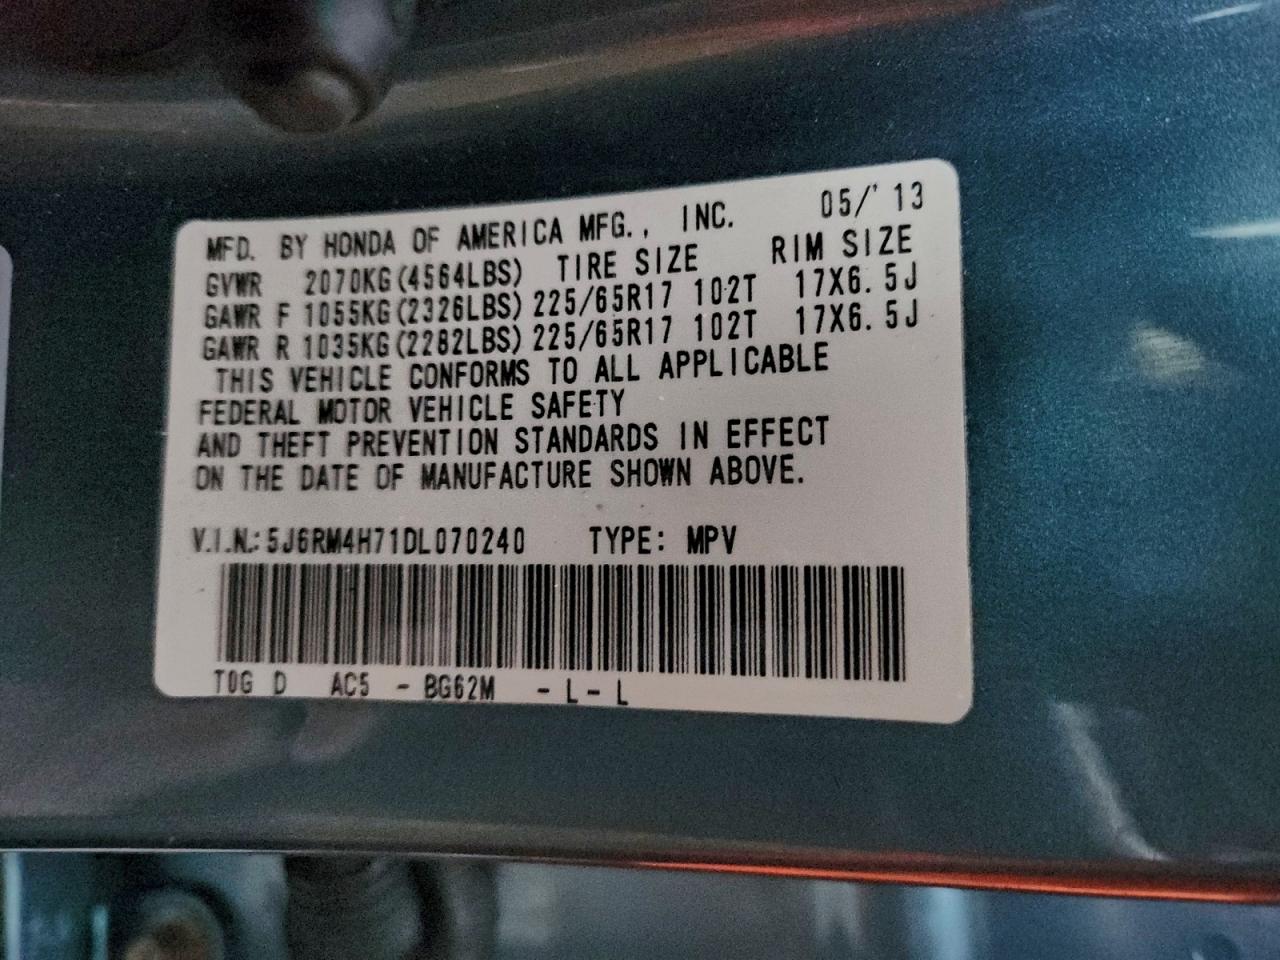 MFD. BY HONDA OF AMERICA MFG., INC. 05/'13
GVWR 2070KG(4564LBS) TIRE SIZE RIM SIZE
GAWR F 1055KG(2326LBS) 225/65R17 102T 17X6.5J
GAWR R 1035KG(2282LBS) 225/65R17 102T 17X6.5J
THIS VEHICLE CONFORMS TO ALL APPLICABLE
FEDERAL MOTOR VEHICLE SAFETY
AND THEFT PREVENTION STANDARDS IN EFFECT
ON THE DATE OF MANUFACTURE SHOWN ABOVE.
V.I.N.: 5J6RM4H71DL070240 TYPE: MPV
T0G D AC5 - BG62M - L - L